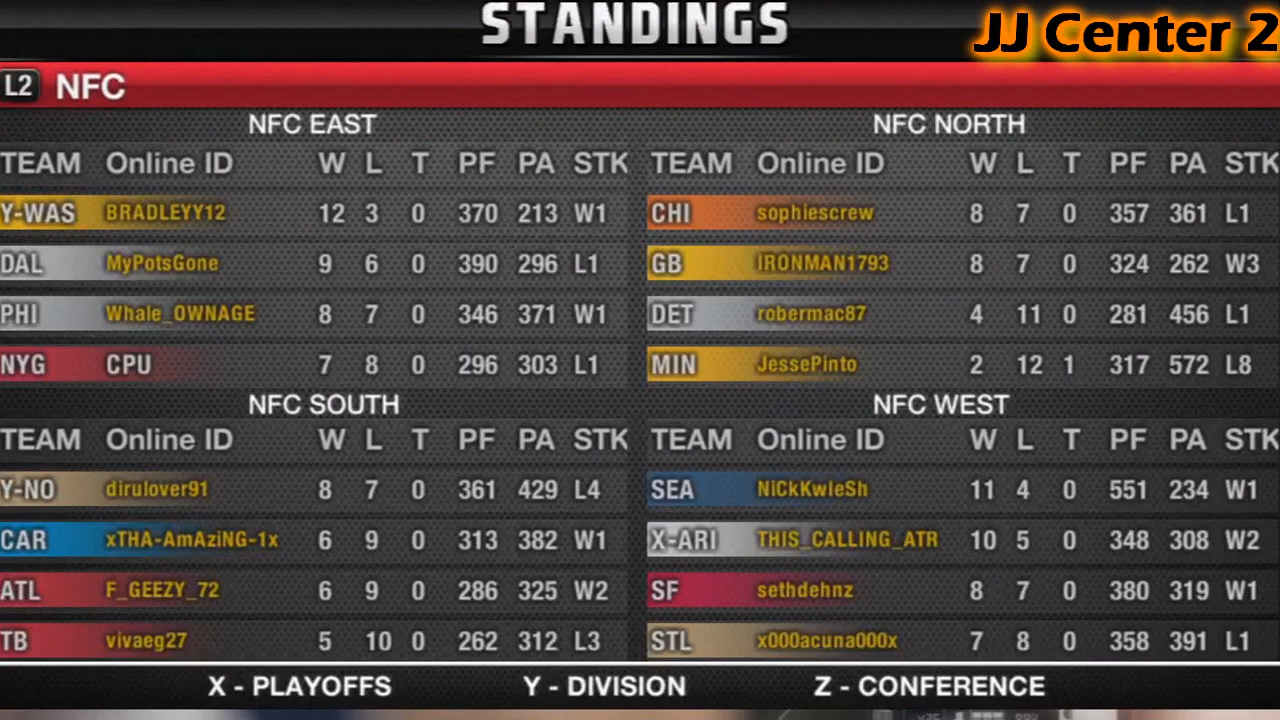 STANDINGS
JJ Center 2
L2 NFC
NFC EAST
TEAM Online ID W L T PF PA STK
Y-WAS BRADLEYY12 12 3 0 370 213 W1
DAL MyPotsGone 9 6 0 390 296 L1
PHI Whale_OWNAGE 8 7 0 346 371 W1
NYG CPU 7 8 0 296 303 L1
NFC NORTH
TEAM Online ID W L T PF PA STK
CHI sophiescrew 8 7 0 357 361 L1
GB IRONMAN1793 8 7 0 324 262 W3
DET robermac87 4 11 0 281 456 L1
MIN JessePinto 2 12 1 317 572 L8
NFC SOUTH
TEAM Online ID W L T PF PA STK
Y-NO dirulover91 8 7 0 361 429 L4
CAR xTHA-AmAziNG-1x 6 9 0 313 382 W1
ATL F_GEEZY_72 6 9 0 286 325 W2
TB vivaeg27 5 10 0 262 312 L3
NFC WEST
TEAM Online ID W L T PF PA STK
SEA NiCkKwIeSh 11 4 0 551 234 W1
X-ARI THIS_CALLING_ATR 10 5 0 348 308 W2
SF sethdehnz 8 7 0 380 319 W1
STL x000acuna000x 7 8 0 358 391 L1
X - PLAYOFFS Y - DIVISION Z - CONFERENCE